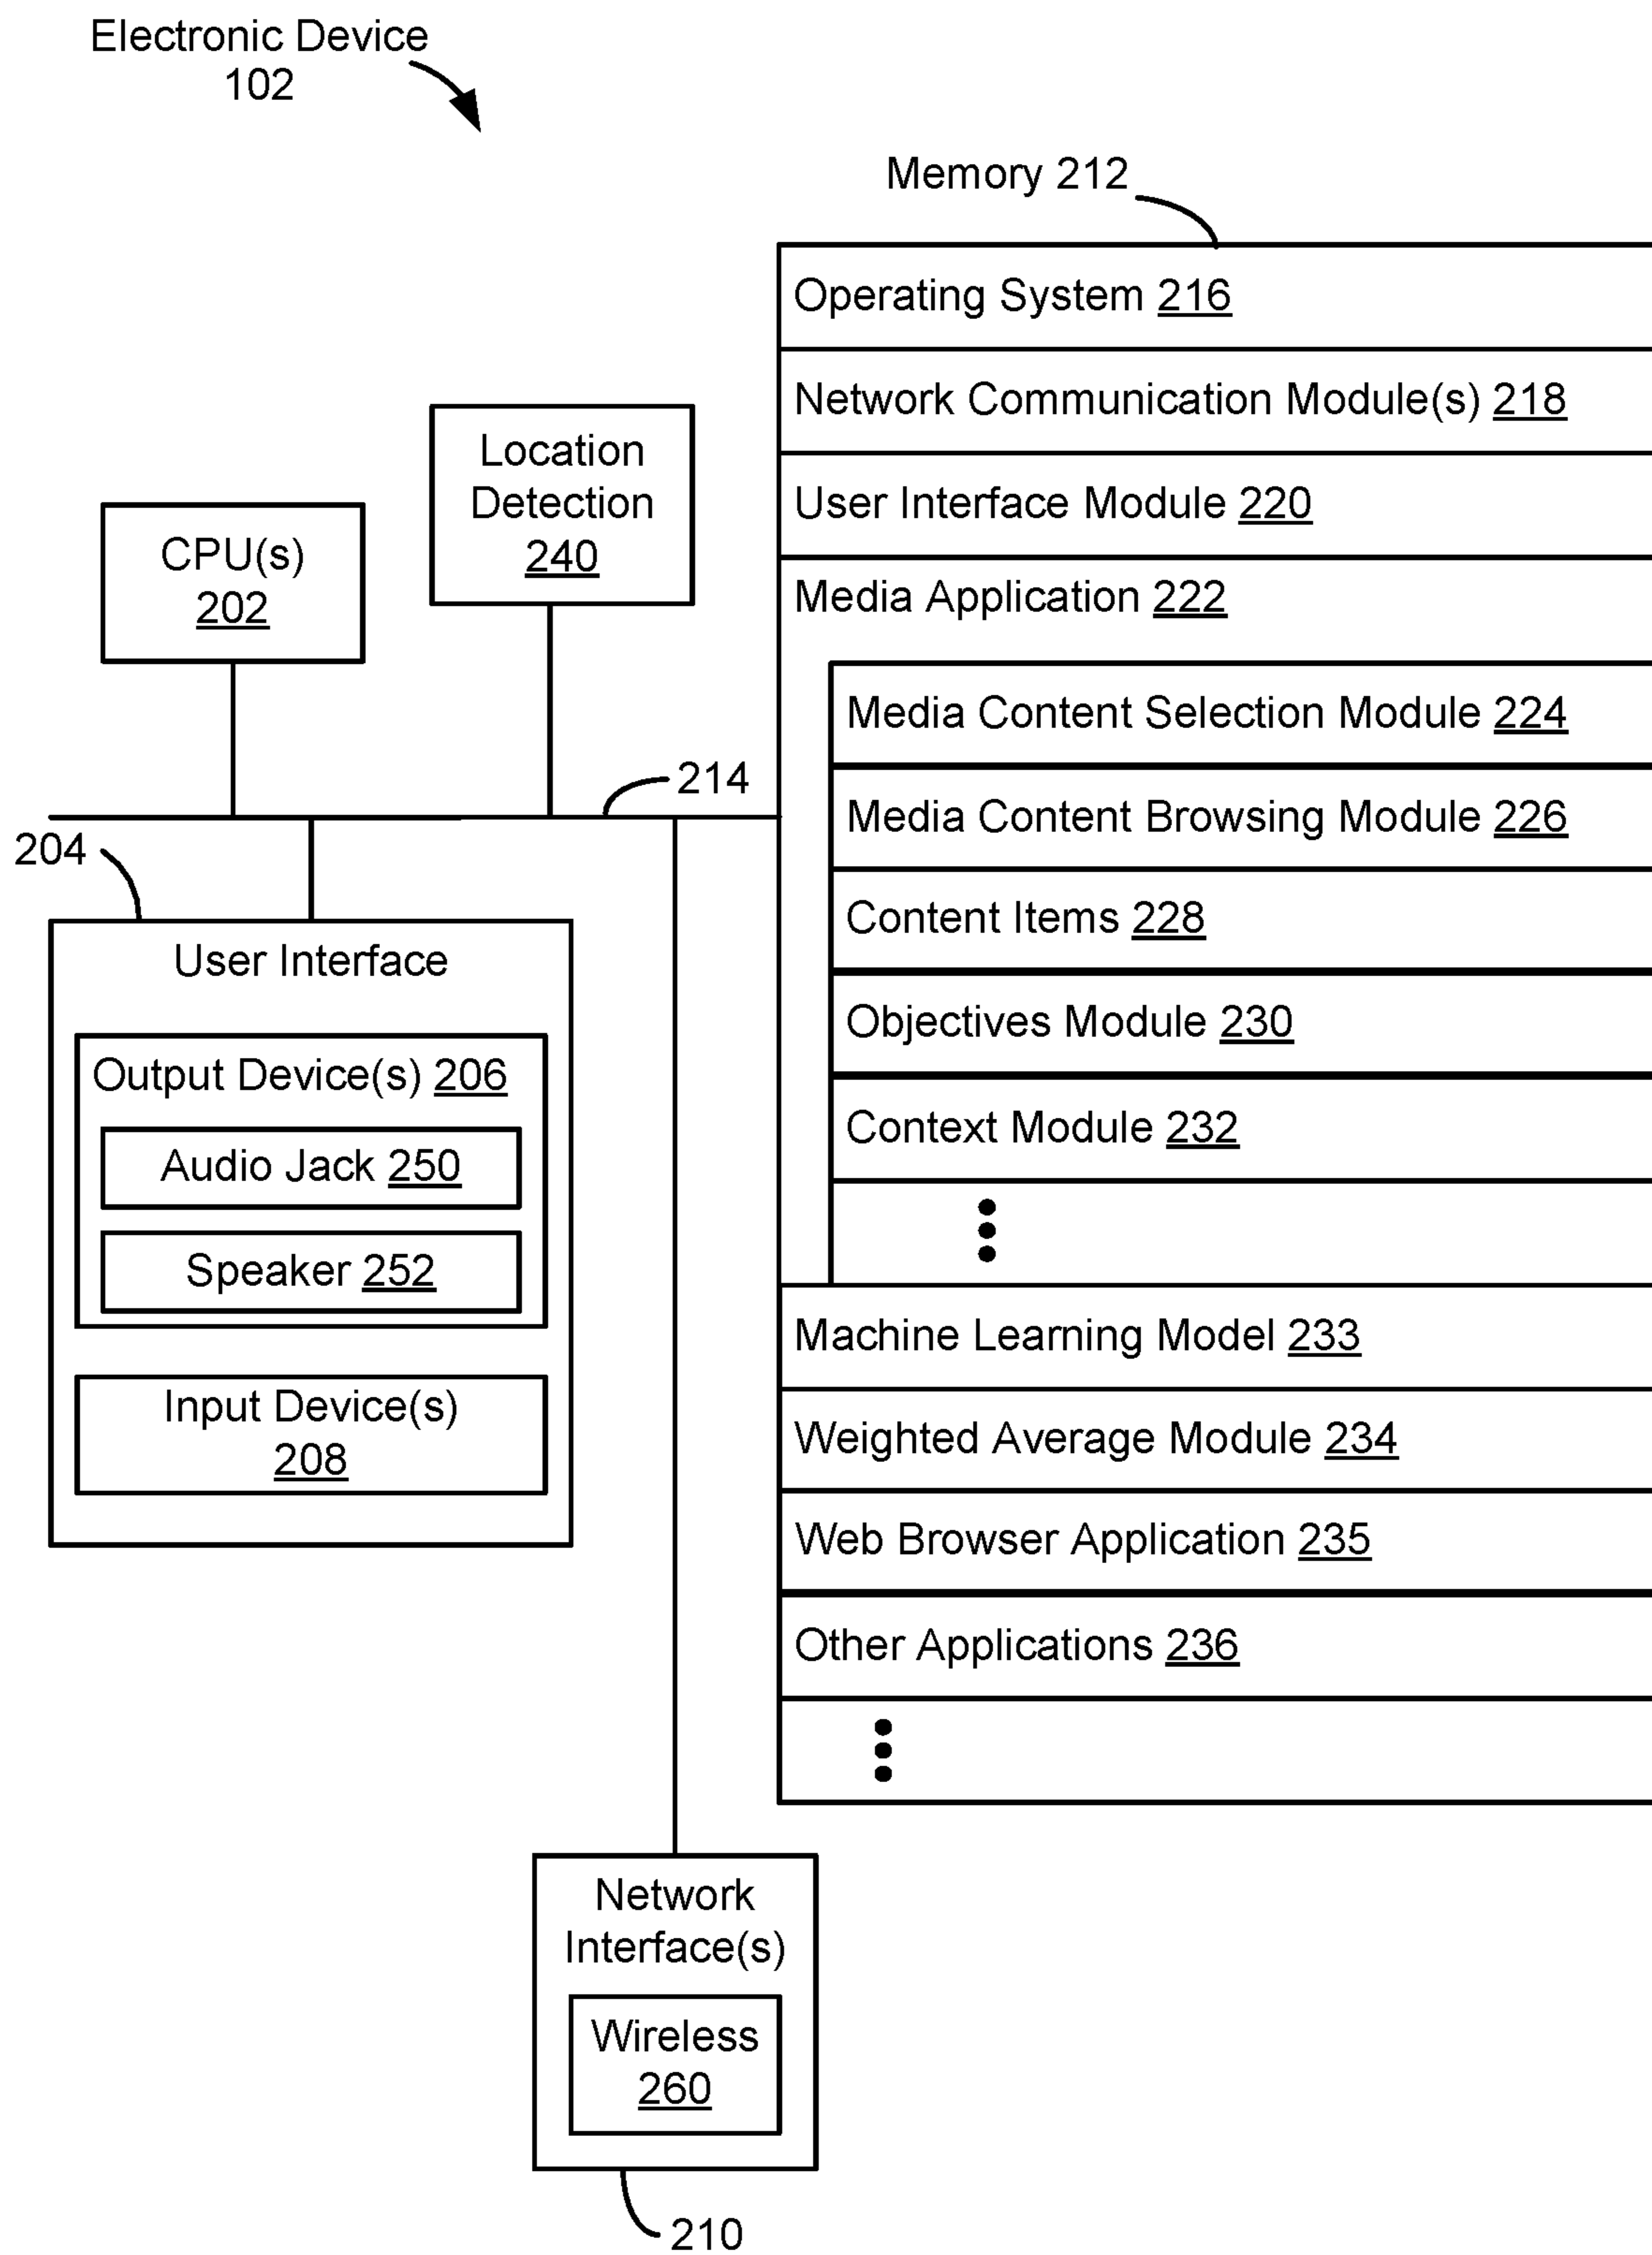 Electronic Device
102
Memory 212
Operating System 216
Network Communication Module(s) 218
User Interface Module 220
Media Application 222
Media Content Selection Module 224
Media Content Browsing Module 226
Content Items 228
Objectives Module 230
Context Module 232
Machine Learning Model 233
Weighted Average Module 234
Web Browser Application 235
Other Applications 236
Location
Detection
240
CPU(s)
202
214
204
User Interface
Output Device(s) 206
Audio Jack 250
Speaker 252
Input Device(s)
208
Network
Interface(s)
Wireless
260
210